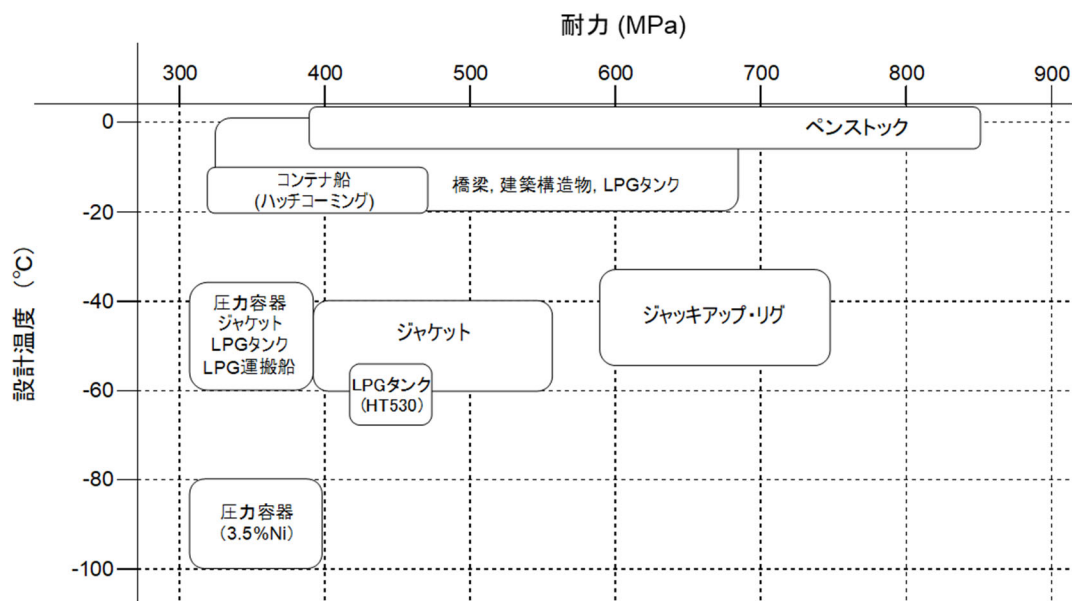 耐力 (MPa)
300 400 500 600 700 800 900
0
ペンストック
コンテナ船
(ハッチコーミング)
橋梁, 建築構造物, LPGタンク
-20
設計温度 (℃)
-40
圧力容器
ジャケット
LPGタンク
LPG運搬船
ジャケット
ジャッキアップ・リグ
LPGタンク
(HT530)
-60
-80
圧力容器
(3.5%Ni)
-100